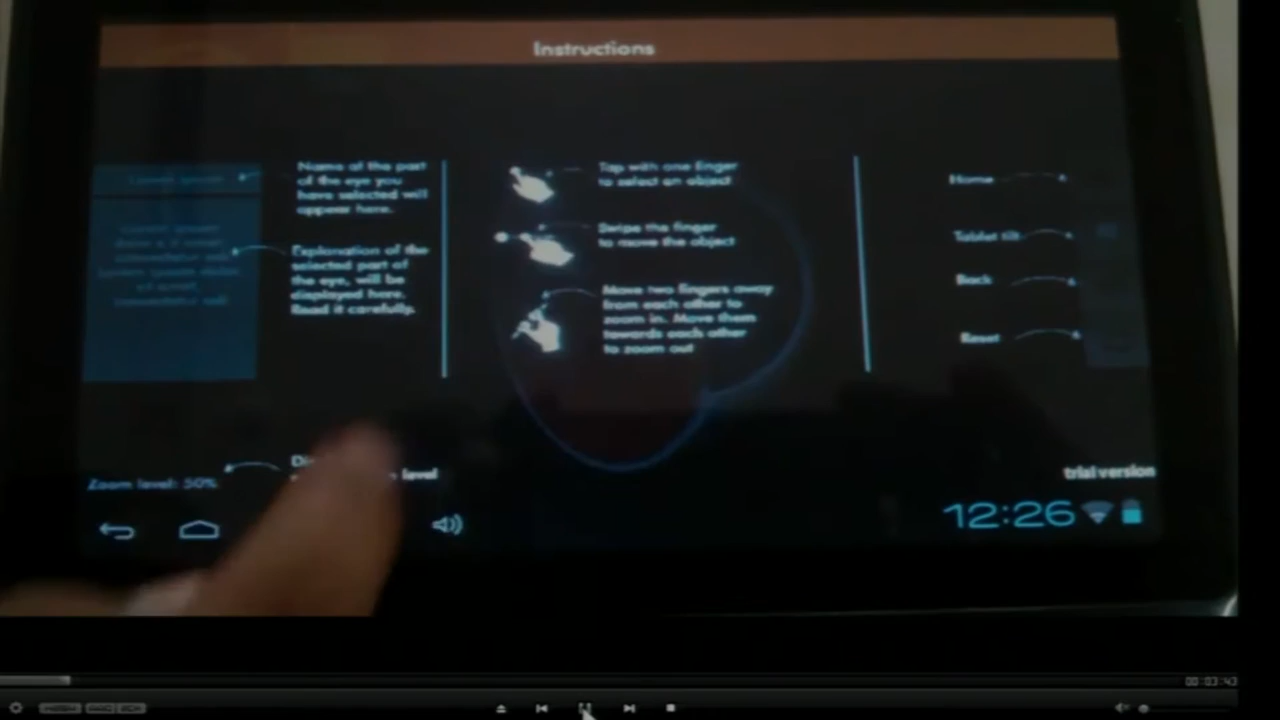 Instructions
Name of the part
of the eye you
have selected will
appear here.
Explanation of the
selected part of
the eye, will be
displayed here.
Read it carefully.
Zoom level: 50%
level
Tap with one finger
to select an object
Swipe the finger
to move the object
Move two fingers away
from each other to
zoom in. Move them
towards each other
to zoom out
Home
Tablet tilt
Back
Reset
trial version
12:26
00:03:43